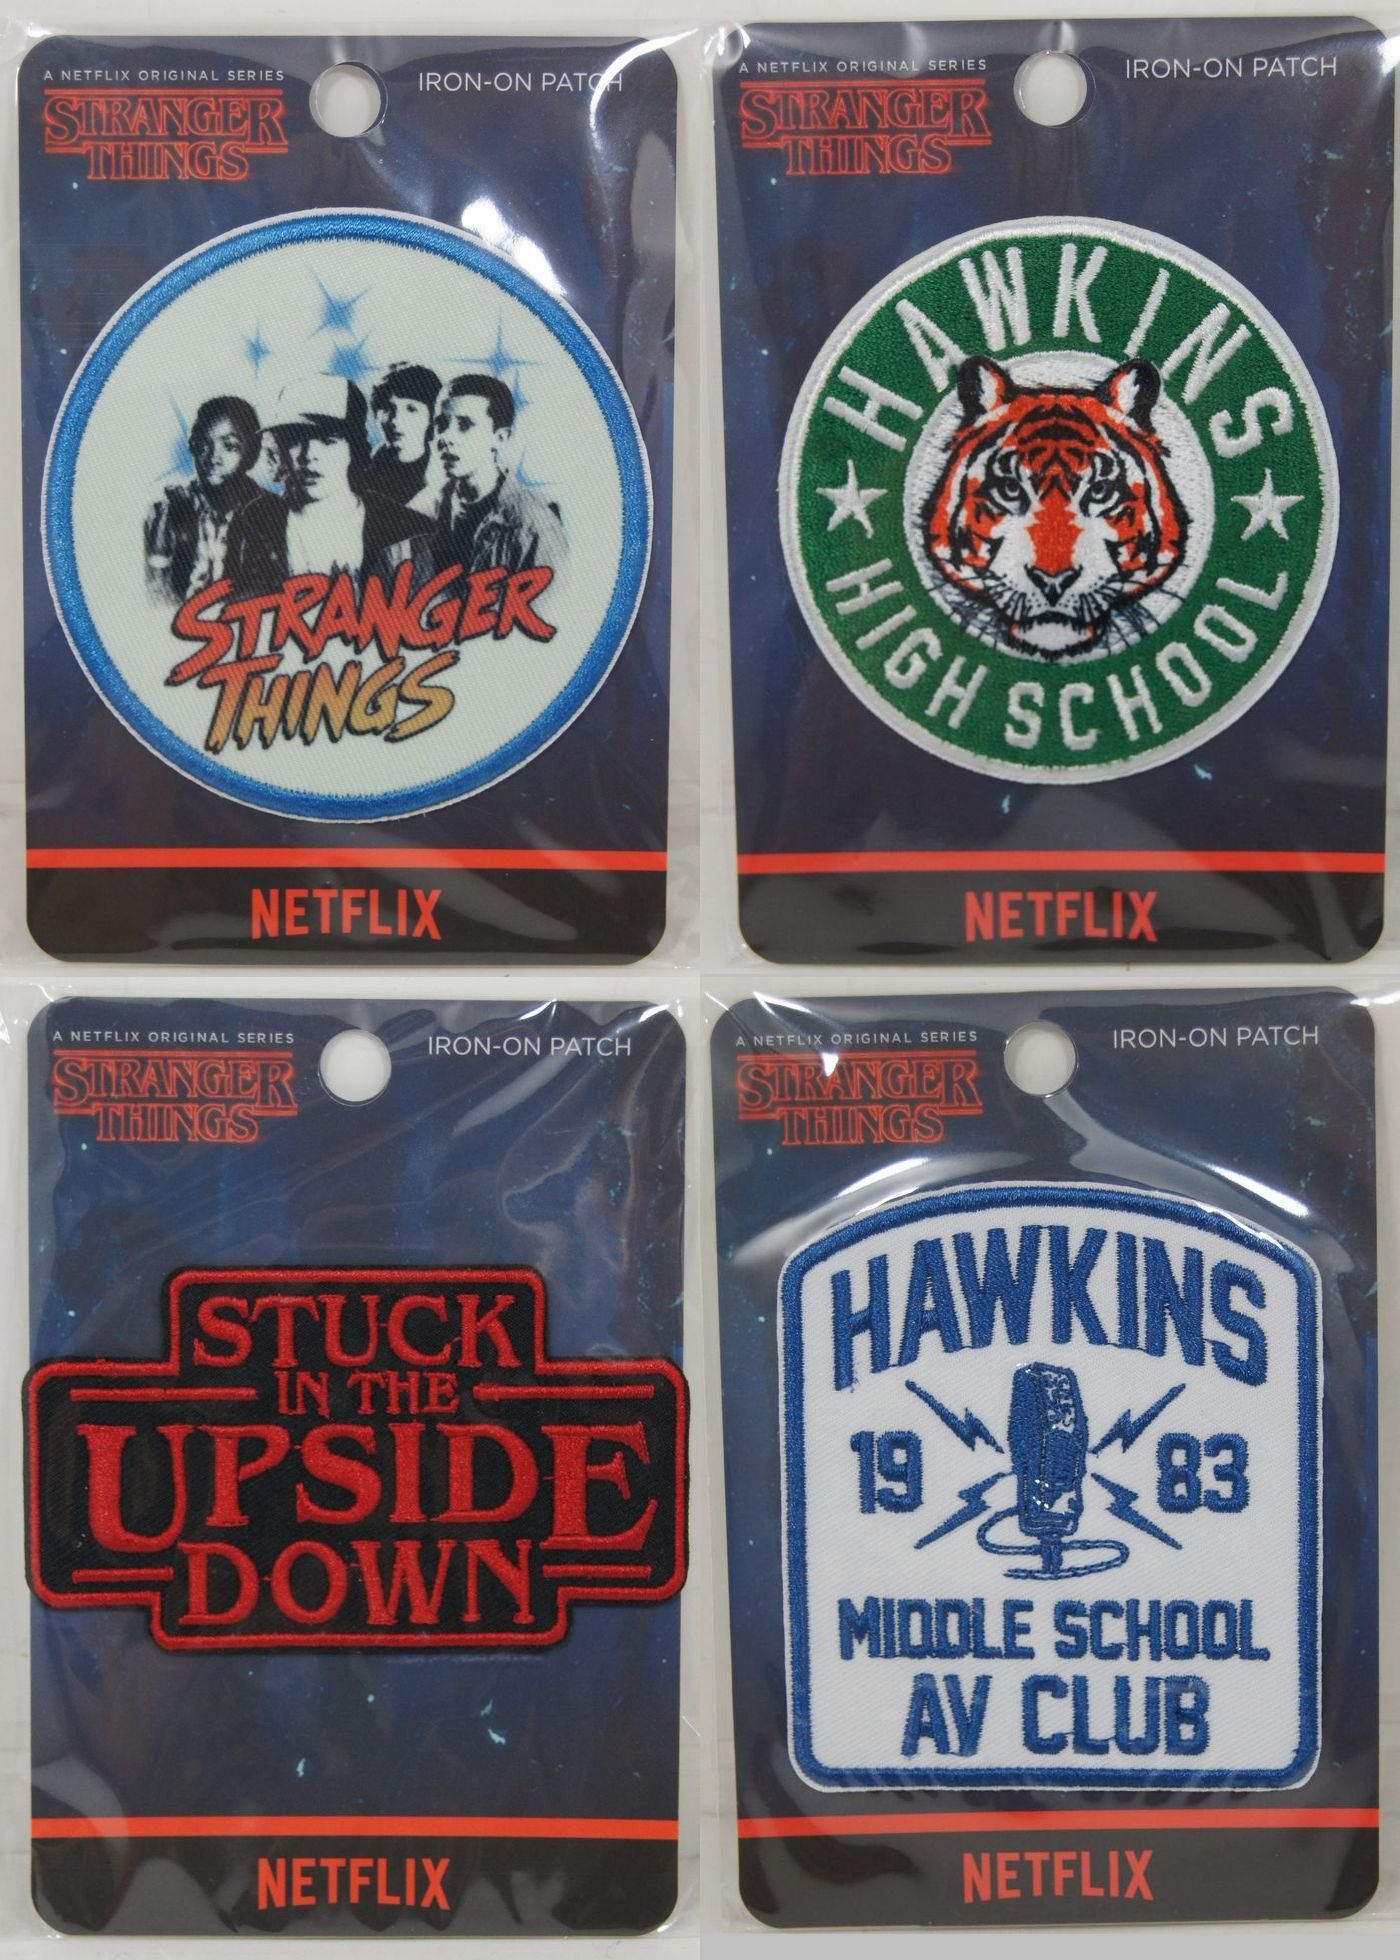 A NETFLIX ORIGINAL SERIES
STRANGER
THINGS
IRON-ON PATCH
STRANGER
THINGS
NETFLIX
A NETFLIX ORIGINAL SERIES
STRANGER
THINGS
IRON-ON PATCH
HAWKINS
HIGH SCHOOL
NETFLIX
A NETFLIX ORIGINAL SERIES
STRANGER
THINGS
IRON-ON PATCH
STUCK
IN THE
UPSIDE
DOWN
NETFLIX
A NETFLIX ORIGINAL SERIES
STRANGER
THINGS
IRON-ON PATCH
HAWKINS
19 83
MIDDLE SCHOOL
AV CLUB
NETFLIX